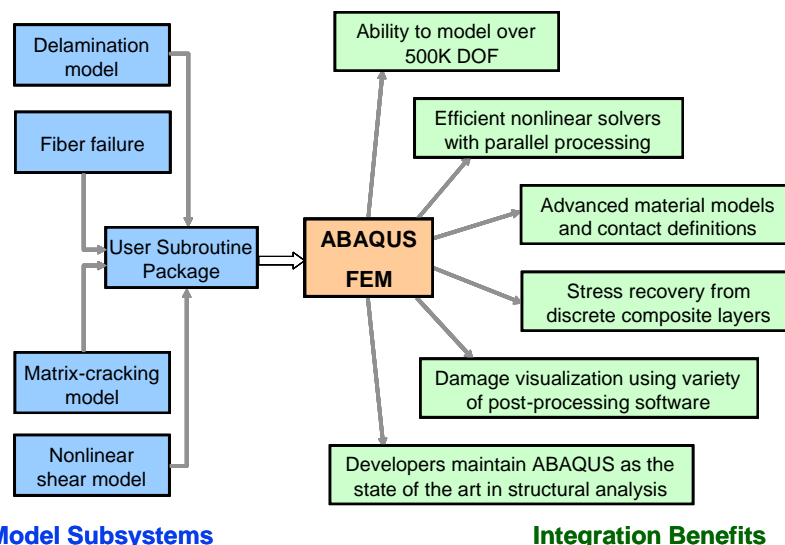 Delamination
model
Fiber failure
User Subroutine
Package
Matrix-cracking
model
Nonlinear
shear model
Model Subsystems
ABAQUS
FEM
Ability to model over
500K DOF
Efficient nonlinear solvers
with parallel processing
Advanced material models
and contact definitions
Stress recovery from
discrete composite layers
Damage visualization using variety
of post-processing software
Developers maintain ABAQUS as the
state of the art in structural analysis
Integration Benefits